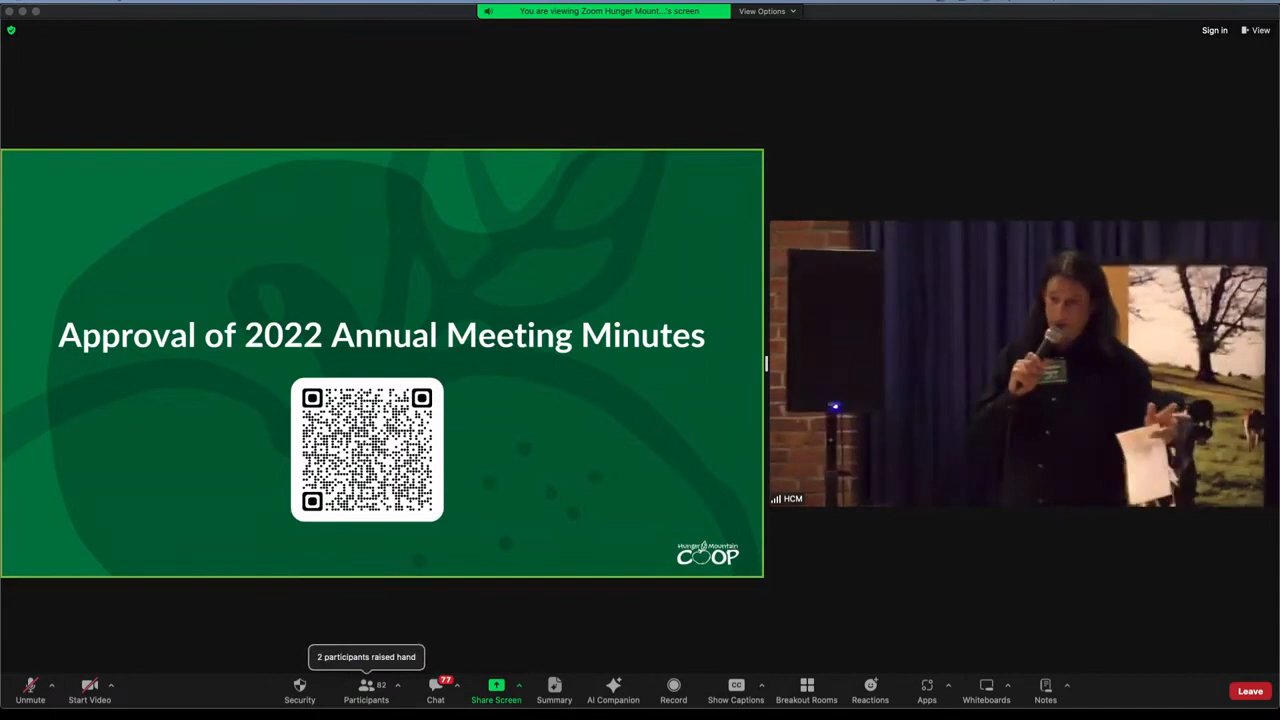 You are viewing Zoom Hunger Mount...'s screen
View Options
Sign in
View
Approval of 2022 Annual Meeting Minutes
Hunger Mountain
COOP
HCM
2 participants raised hand
82
77
Unmute
Start Video
Security
Participants
Chat
Share Screen
Summary
AI Companion
Record
Show Captions
Breakout Rooms
Reactions
Apps
Whiteboards
Notes
Leave